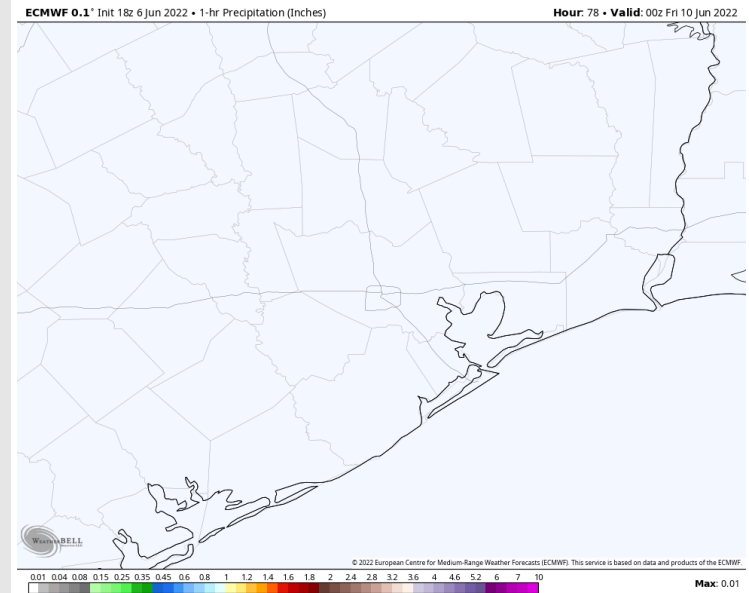 ECMWF 0.1° Init 18z 6 Jun 2022 • 1-hr Precipitation (Inches)
Hour: 78 • Valid: 00z Fri 10 Jun 2022
WEATHERBELL
© 2022 European Centre for Medium-Range Weather Forecasts (ECMWF). This service is based on data and products of the ECMWF.
0.01 0.04 0.08 0.2 0.35 0.5 0.6 0.8 1 1.2 1.4 1.6 1.8 2 2.4 2.8 3.2 3.6 4 4.6 5.2 6 7 10
Max: 0.01